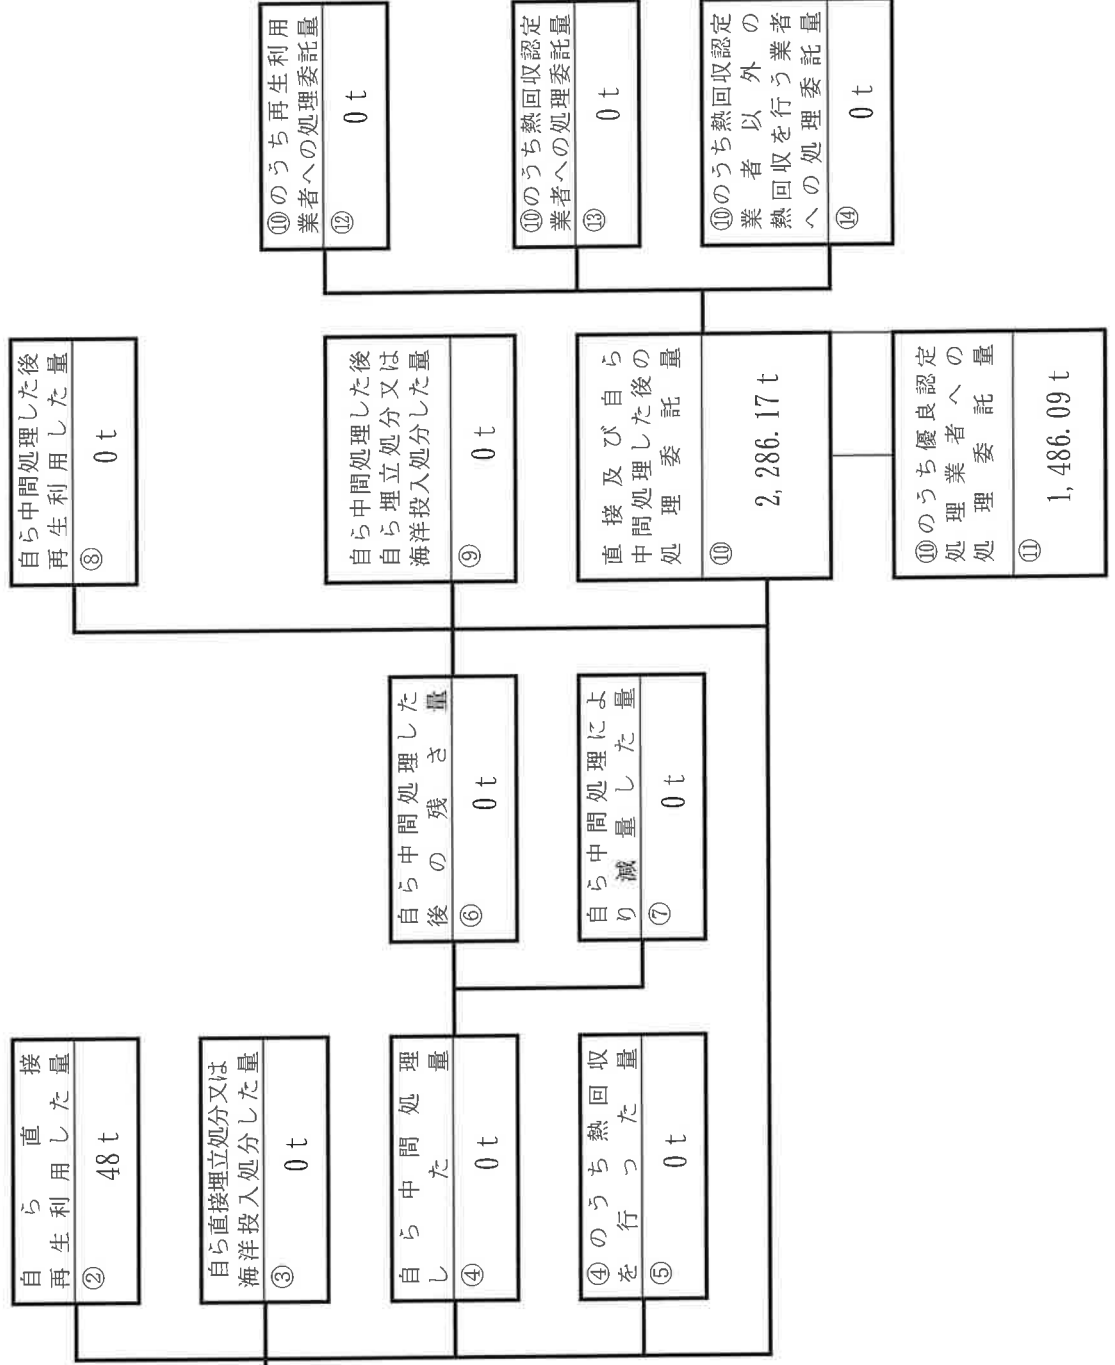 自ら直接
再生利用した量
② 48t
自ら直接埋立処分又は
海洋投入処分した量
③ 0t
自ら中間処理
した量
④ 0t
④のうち熱回収
を行った量
⑤ 0t
自ら中間処理した
後の残さ量
⑥ 0t
自ら中間処理によ
り減量した量
⑦ 0t
自ら中間処理した後
再生利用した量
⑧ 0t
自ら中間処理した後
自ら埋立処分又は
海洋投入処分した量
⑨ 0t
直接及び自ら
中間処理した後の
処理委託量
⑩ 2,286.17t
⑩のうち優良認定
処理業者への
処理委託量
⑪ 1,486.09t
⑩のうち再生利用
業者への処理委託量
⑫ 0t
⑩のうち熱回収認定
業者への処理委託量
⑬ 0t
⑩のうち熱回収認定
業者以外の
熱回収を行う業者
への処理委託量
⑭ 0t